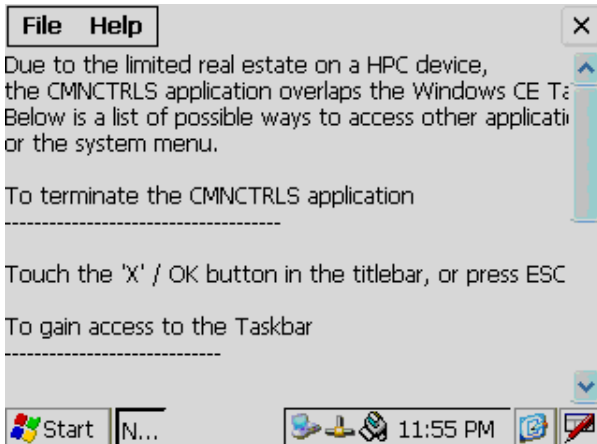 File Help
Due to the limited real estate on a HPC device,
the CMNCTRLS application overlaps the Windows CE Ta
Below is a list of possible ways to access other applicati
or the system menu.
To terminate the CMNCTRLS application
-----------------------------------
Touch the 'X' / OK button in the titlebar, or press ESC
To gain access to the Taskbar
---------------------------
Start N... 11:55 PM